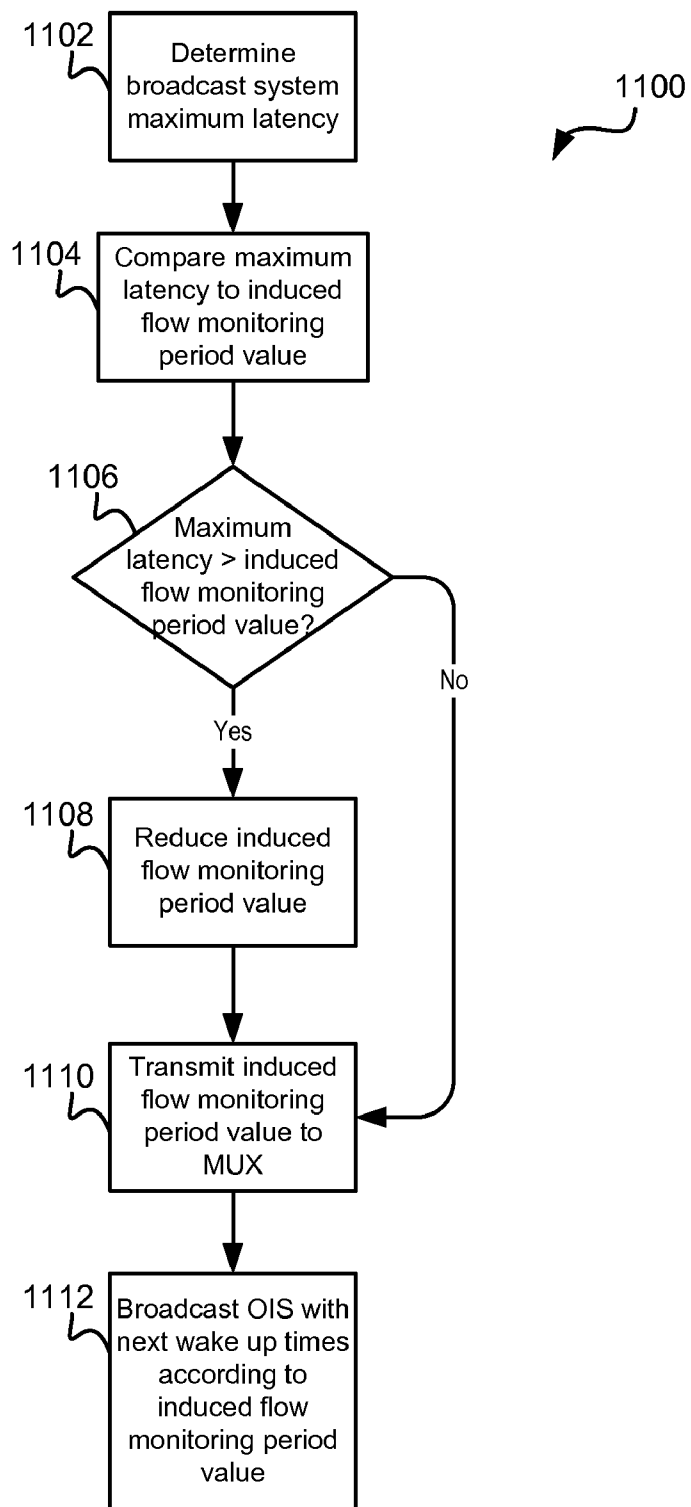 1102
Determine
broadcast system
maximum latency
1100
1104
Compare maximum
latency to induced
flow monitoring
period value
1106
Maximum
latency > induced
flow monitoring
period value?
No
Yes
1108
Reduce induced
flow monitoring
period value
1110
Transmit induced
flow monitoring
period value to
MUX
1112
Broadcast OIS with
next wake up times
according to
induced flow
monitoring period
value